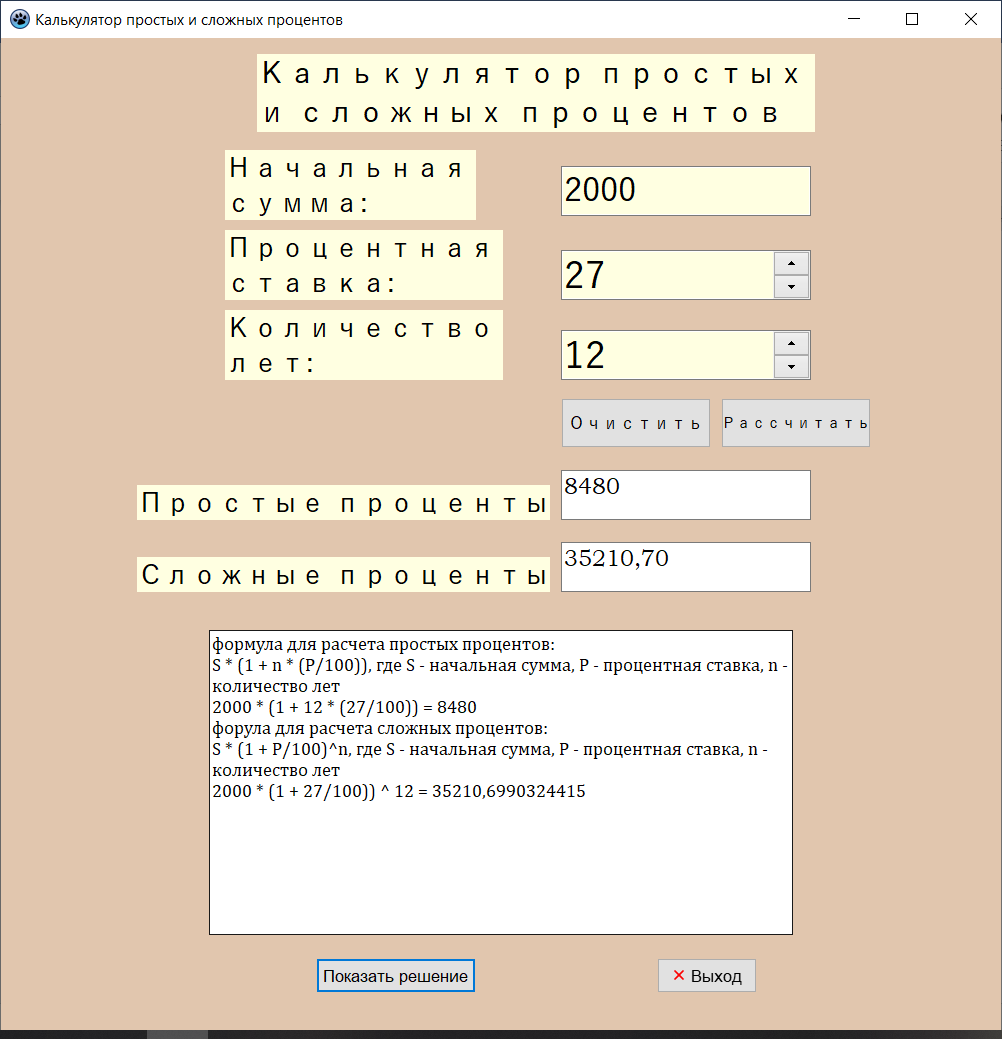 Калькулятор простых и сложных процентов
Калькулятор простых
и сложных процентов
Начальная
сумма:
2000
Процентная
ставка:
27
Количество
лет:
12
Очистить
Рассчитать
Простые проценты
8480
Сложные проценты
35210,70
формула для расчета простых процентов:
S * (1 + n * (P/100)), где S - начальная сумма, P - процентная ставка, n -
количество лет
2000 * (1 + 12 * (27/100)) = 8480
форула для расчета сложных процентов:
S * (1 + P/100)^n, где S - начальная сумма, P - процентная ставка, n -
количество лет
2000 * (1 + 27/100)) ^ 12 = 35210,6990324415
Показать решение
Выход